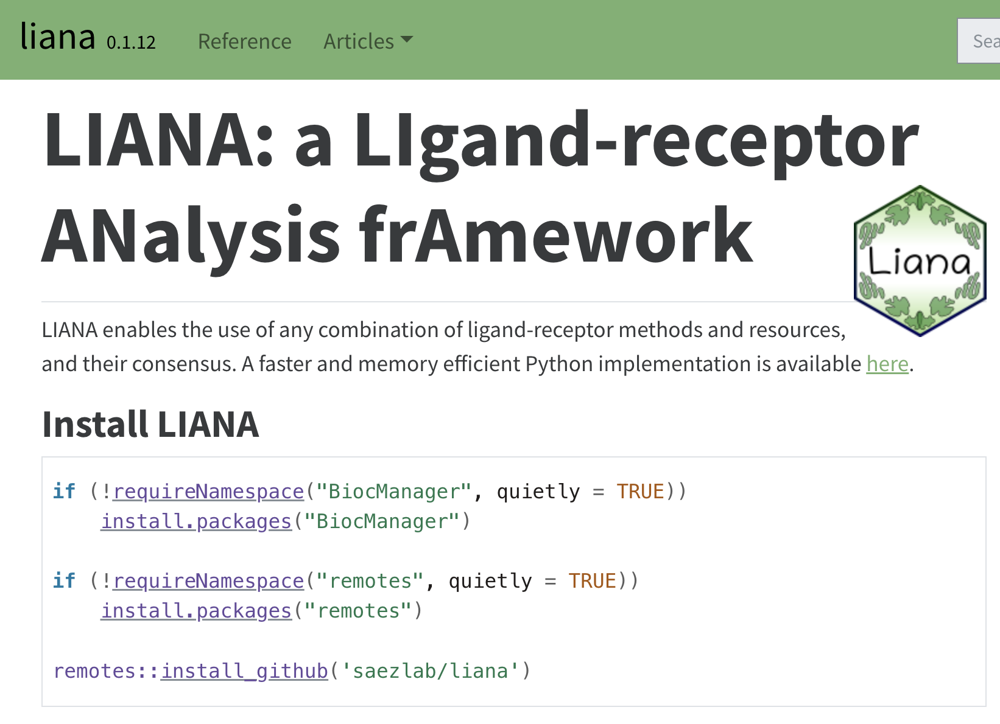 liana 0.1.12 Reference Articles Sea
LIANA: a LIgand-receptor
ANalysis frAmework
Liana
LIANA enables the use of any combination of ligand-receptor methods and resources,
and their consensus. A faster and memory efficient Python implementation is available here.
Install LIANA
if (!requireNamespace("BiocManager", quietly = TRUE))
    install.packages("BiocManager")
if (!requireNamespace("remotes", quietly = TRUE))
    install.packages("remotes")
remotes::install_github('saezlab/liana')